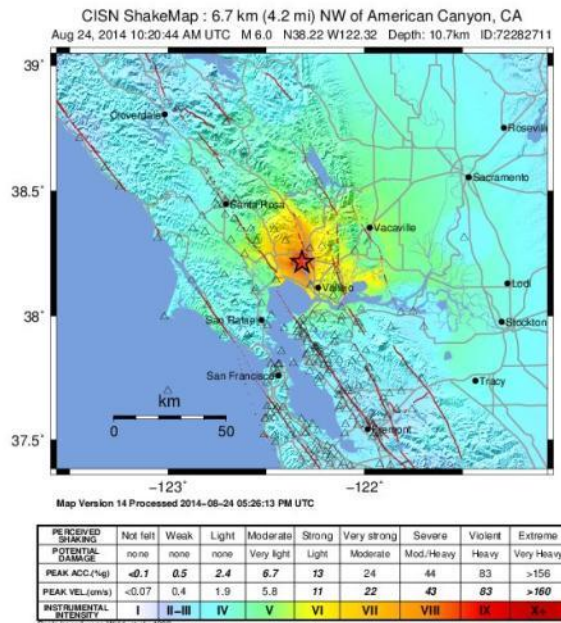 CISN ShakeMap : 6.7 km (4.2 mi) NW of American Canyon, CA
Aug 24, 2014 10:20:44 AM UTC M 6.0 N38.22 W122.32 Depth: 10.7km ID:72282711
39°
Cloverdale
Roseville
38.5°
Santa Rosa
Sacramento
Vacaville
Vallejo
Lodi
38°
San Rafael
Stockton
San Francisco
Tracy
km
0 50
Fremont
37.5°
−123° −122°
Map Version 14 Processed 2014−08−24 05:26:13 PM UTC
PERCEIVED SHAKING Not felt Weak Light Moderate Strong Very strong Severe Violent Extreme
POTENTIAL DAMAGE none none none Very light Light Moderate Mod./Heavy Heavy Very Heavy
PEAK ACC.(%g) <0.1 0.5 2.4 6.7 13 24 44 83 >156
PEAK VEL.(cm/s) <0.07 0.4 1.9 5.8 11 22 43 83 >160
INSTRUMENTAL INTENSITY I II−III IV V VI VII VIII IX X+